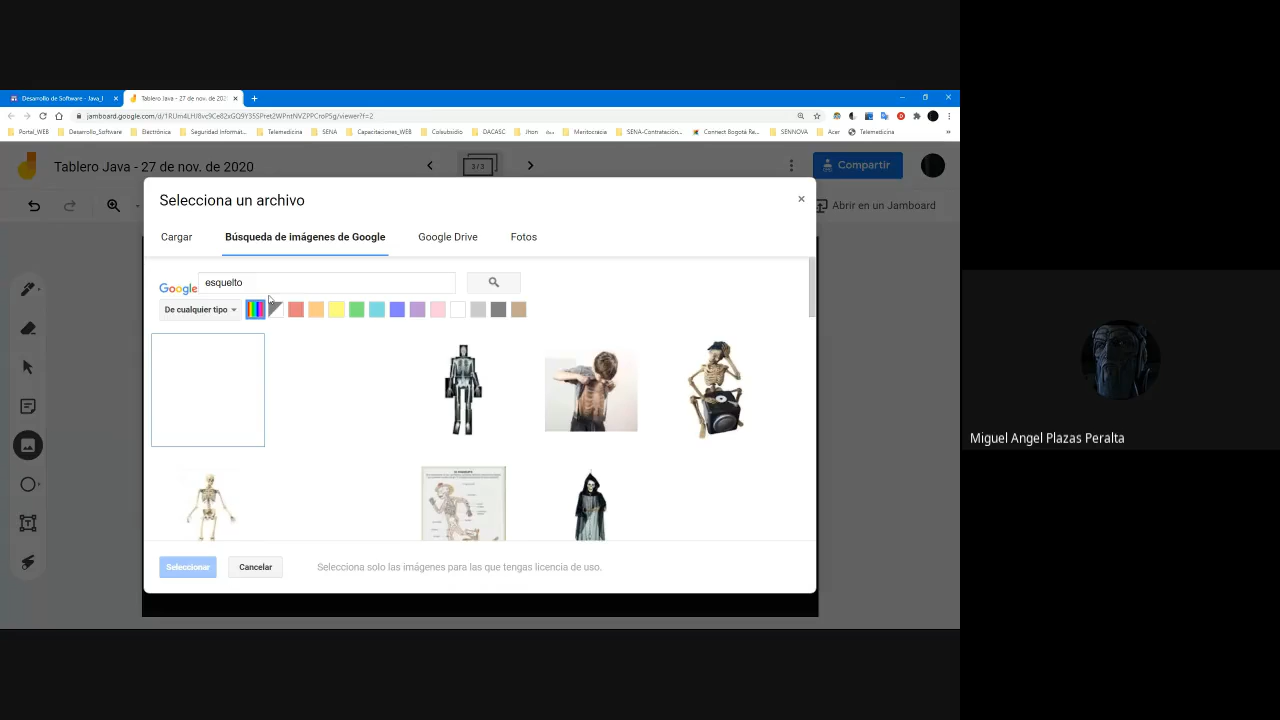 Desarrollo de Software - Java_I
Tablero Java - 27 de nov. de 202
jamboard.google.com/d/1RUm4LHJ8vc9Ce82xGQ9Y35SPret2WPntNVZPPCroP5g/viewer?f=2
Portal_WEB Desarrollo_Software Electrónica Seguridad Informát... Telemedicina SENA Capacitaciones_WEB Colsubsidio DACASC Jhon Meritocracia SENA-Contratación... Connect Bogotá Re... SENNOVA Acer Telemedicina
Tablero Java - 27 de nov. de 2020
3 / 3
Compartir
Abrir en un Jamboard
Selecciona un archivo
Cargar Búsqueda de imágenes de Google Google Drive Fotos
Google esquelto
De cualquier tipo
Seleccionar Cancelar Selecciona solo las imágenes para las que tengas licencia de uso.
Miguel Angel Plazas Peralta